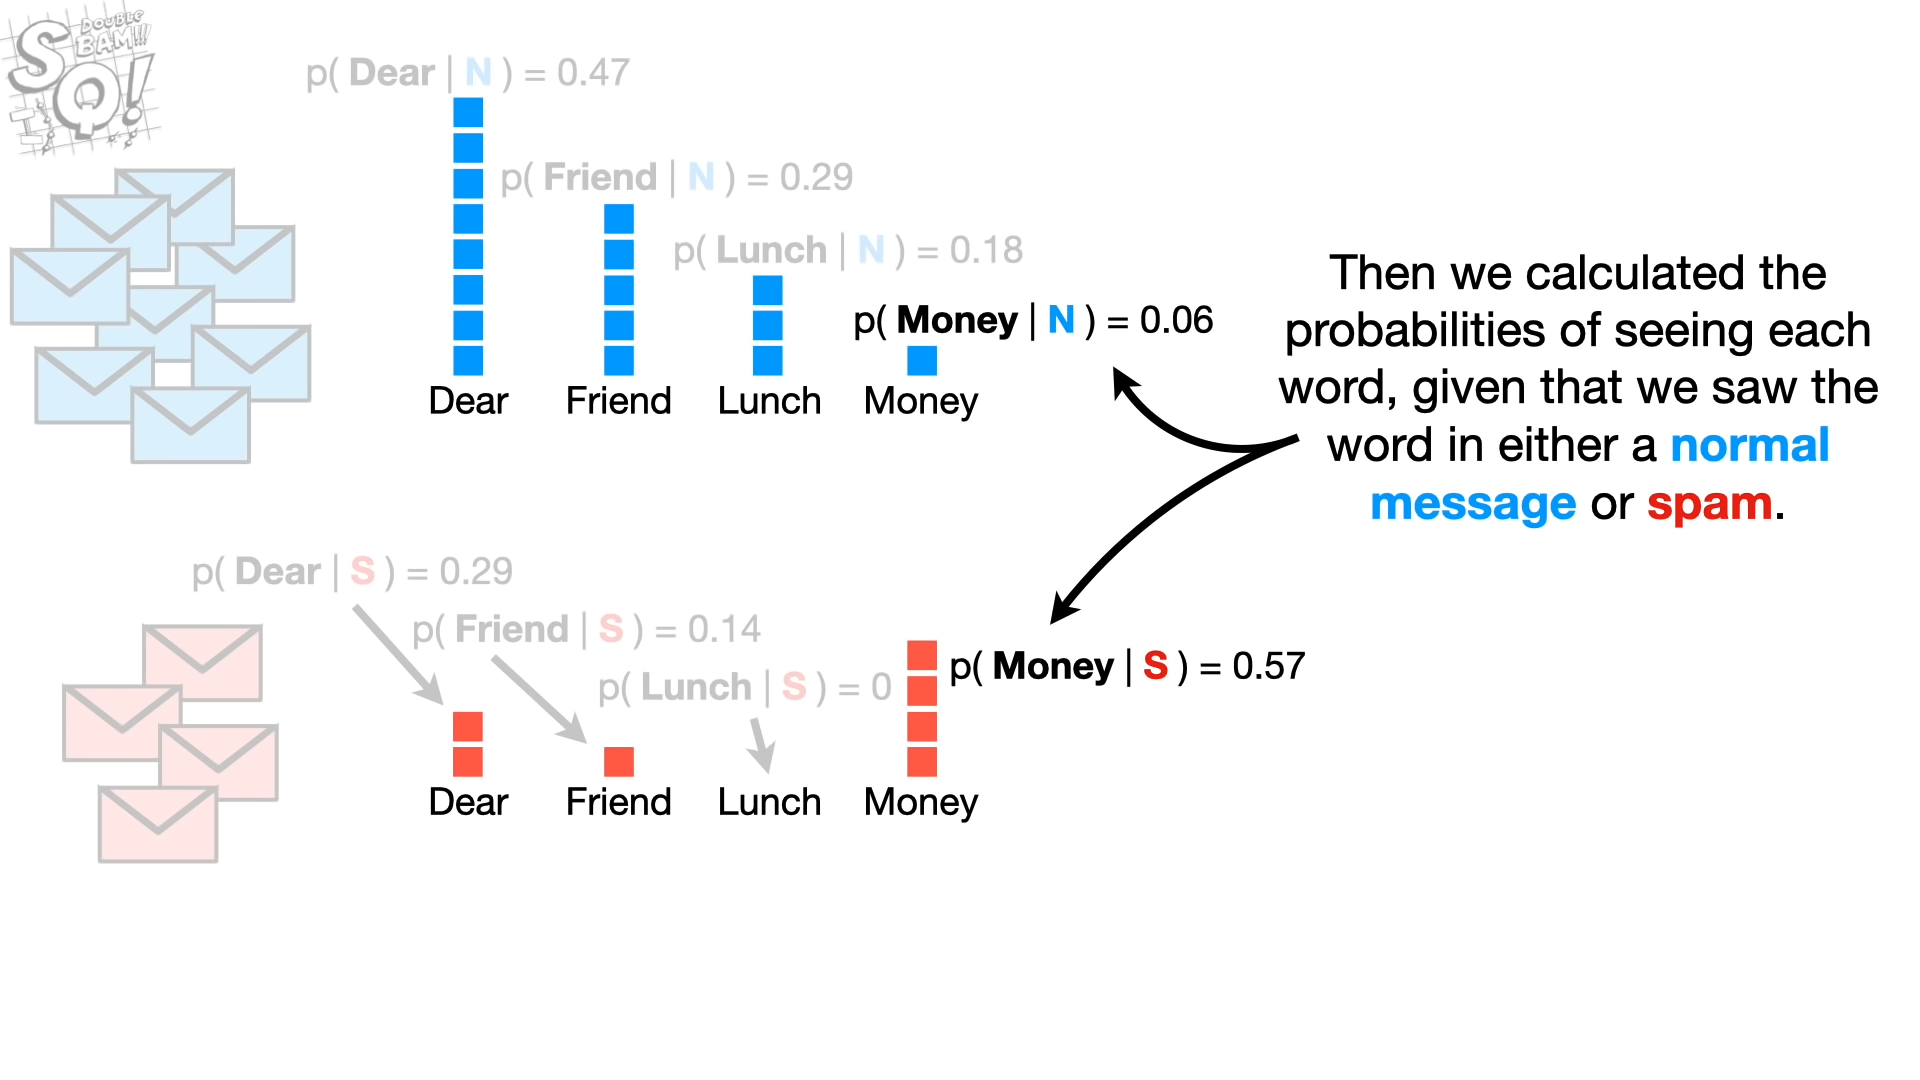 DOUBLE
BAM!!!
SQ!
p( Dear | N ) = 0.47
p( Friend | N ) = 0.29
p( Lunch | N ) = 0.18
p( Money | N ) = 0.06
Dear Friend Lunch Money
Then we calculated the
probabilities of seeing each
word, given that we saw the
word in either a normal
message or spam.
p( Dear | S ) = 0.29
p( Friend | S ) = 0.14
p( Lunch | S ) = 0
p( Money | S ) = 0.57
Dear Friend Lunch Money